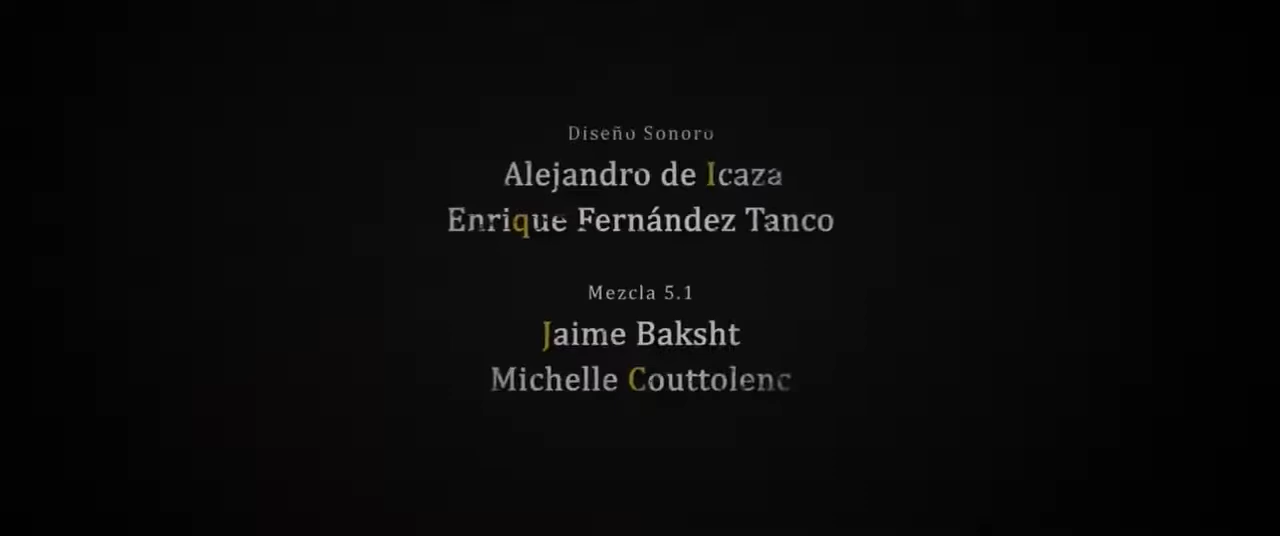 Diseño Sonoro
Alejandro de Icaza
Enrique Fernández Tanco
Mezcla 5.1
Jaime Baksht
Michelle Couttolenc